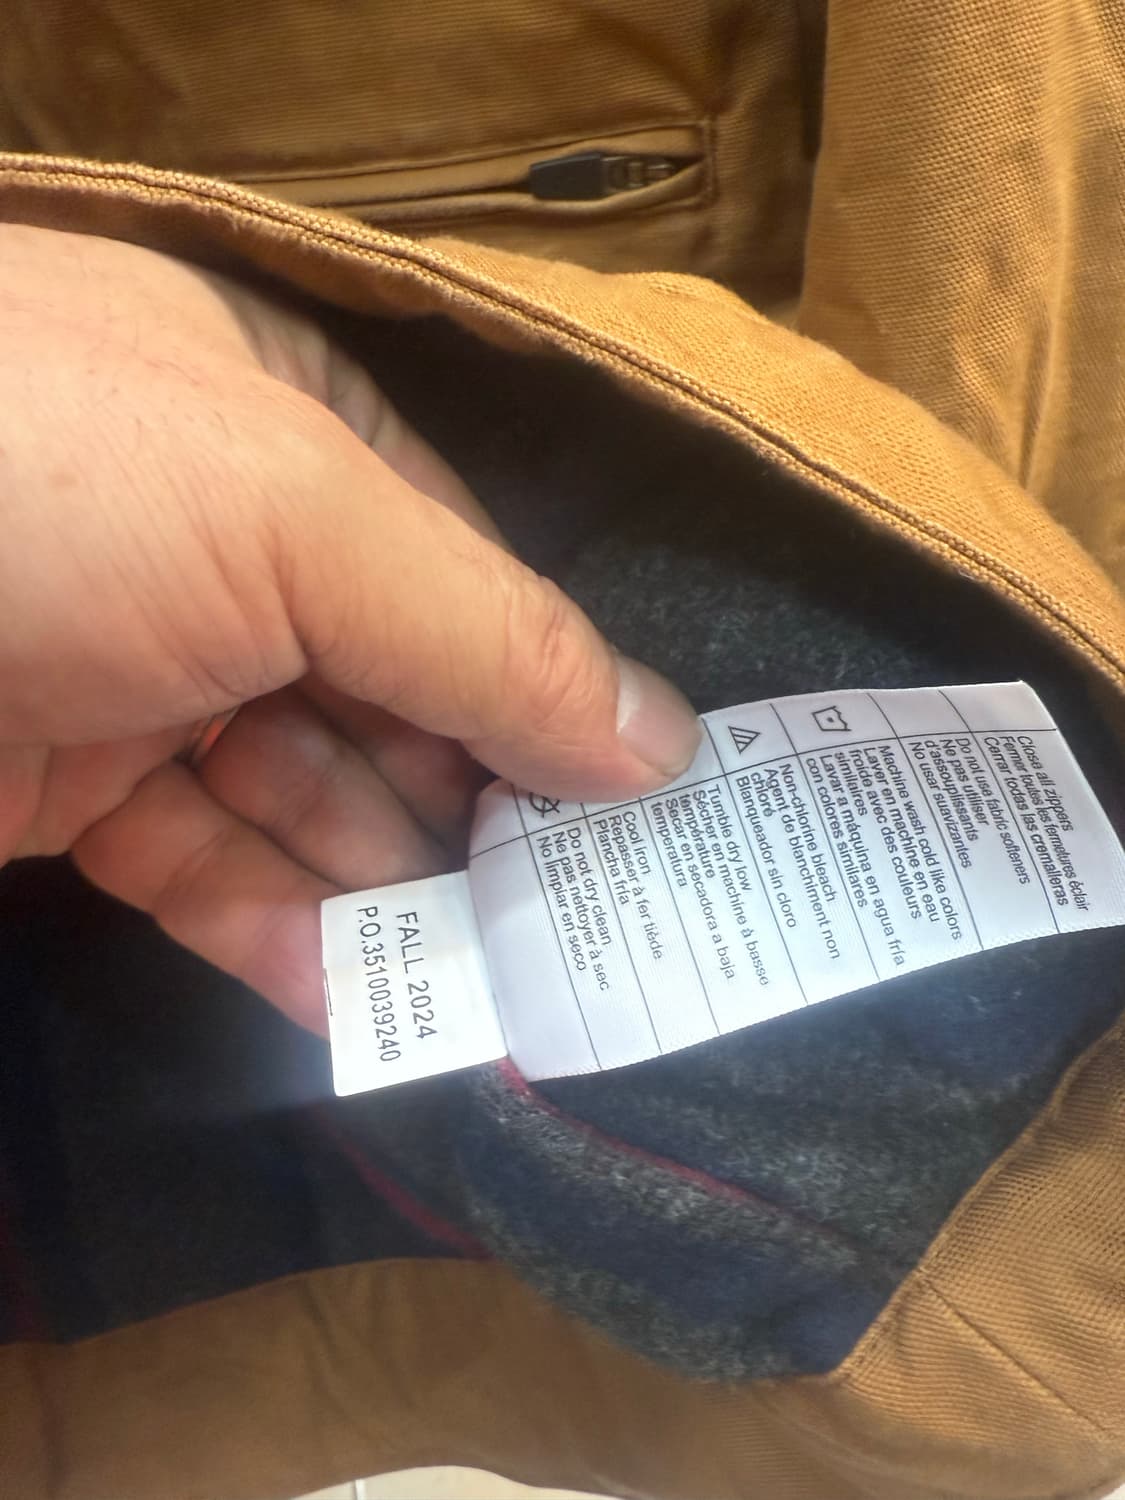 Close all zippers
Ferme toutes les fermetures éclair
Cerrar todas las cremalleras
Do not use fabric softeners
Ne pas utiliser
d'assouplissants
No usar suavizantes
Machine wash cold like colors
Laver en machine en eau
froide avec des couleurs
similaires
Lavar a máquina en agua fría
con colores similares
Non-chlorine bleach
Agent de blanchiment non
chloré
Blanqueador sin cloro
Tumble dry low
Sécher en machine à basse
température
Secar en secadora a baja
temperatura
Cool iron
Repasser à fer tiède
Plancha fría
Do not dry clean
Ne pas nettoyer à sec
No limpiar en seco
FALL 2024
P.O.3510039240